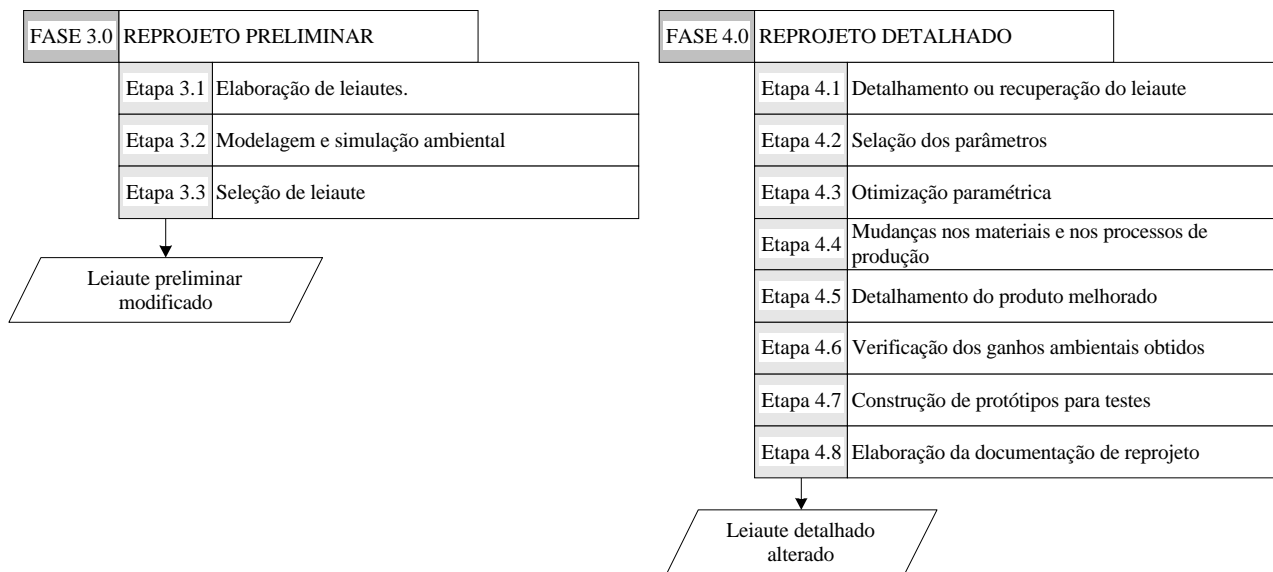 FASE 3.0 REPROJETO PRELIMINAR
Etapa 3.1 Elaboração de leiautes.
Etapa 3.2 Modelagem e simulação ambiental
Etapa 3.3 Seleção de leiaute
Leiaute preliminar
modificado
FASE 4.0 REPROJETO DETALHADO
Etapa 4.1 Detalhamento ou recuperação do leiaute
Etapa 4.2 Selação dos parâmetros
Etapa 4.3 Otimização paramétrica
Etapa 4.4 Mudanças nos materiais e nos processos de
produção
Etapa 4.5 Detalhamento do produto melhorado
Etapa 4.6 Verificação dos ganhos ambientais obtidos
Etapa 4.7 Construção de protótipos para testes
Etapa 4.8 Elaboração da documentação de reprojeto
Leiaute detalhado
alterado